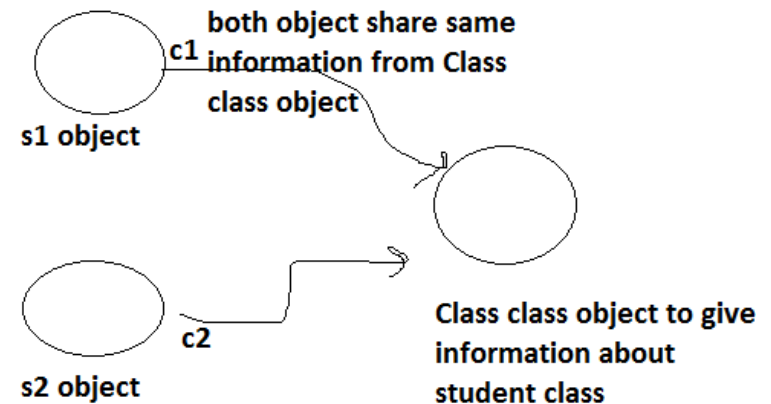 both object share same
c1
information from Class
class object
s1 object
c2
s2 object
Class class object to give
information about
student class